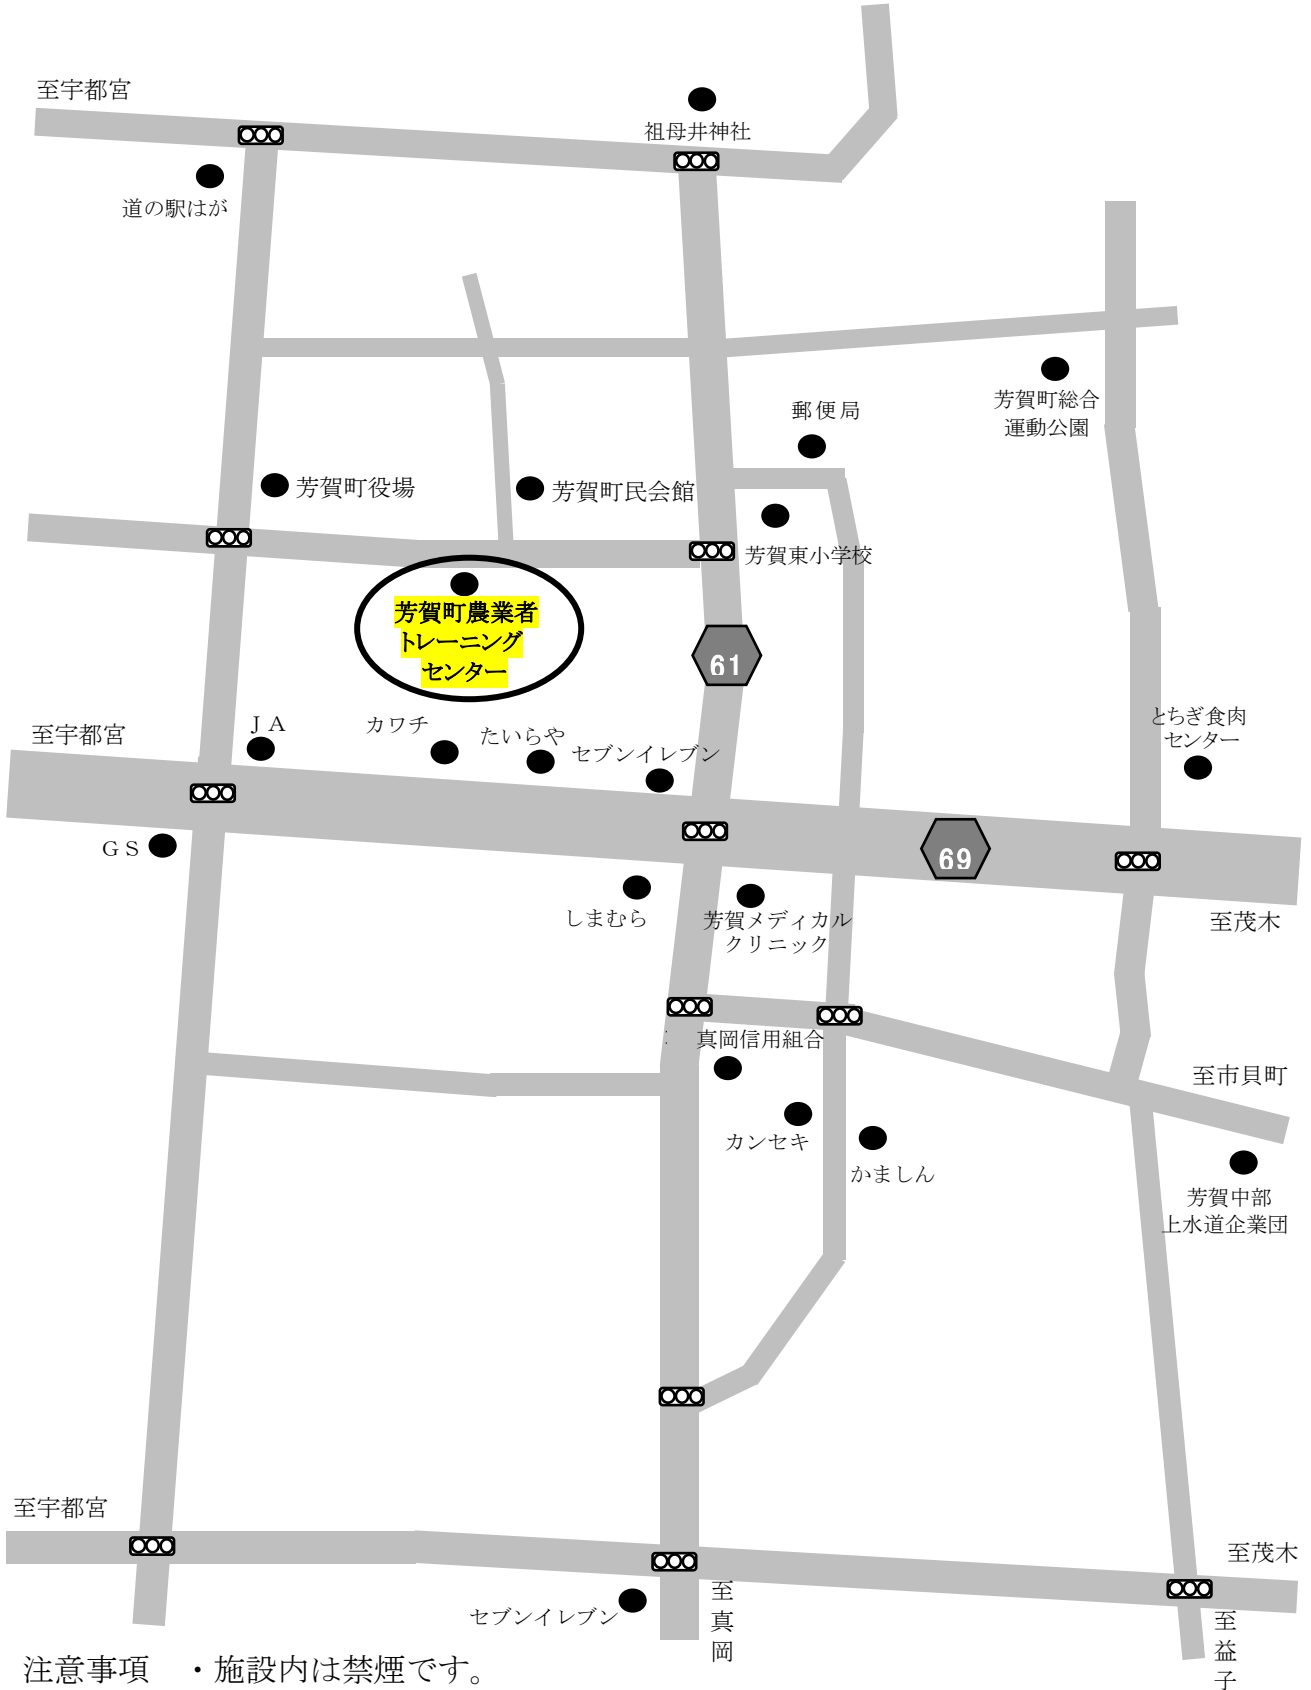 至宇都宮
祖母井神社
道の駅はが
芳賀町総合
運動公園
郵便局
芳賀町役場
芳賀町民会館
芳賀東小学校
芳賀町農業者
トレーニング
センター
61
至宇都宮
ＪＡ
カワチ
たいらや
セブンイレブン
とちぎ食肉
センター
ＧＳ
69
しまむら
芳賀メディカル
クリニック
至茂木
真岡信用組合
至市貝町
カンセキ
かましん
芳賀中部
上水道企業団
至宇都宮
至茂木
セブンイレブン
至真岡
至益子
注意事項　・施設内は禁煙です。